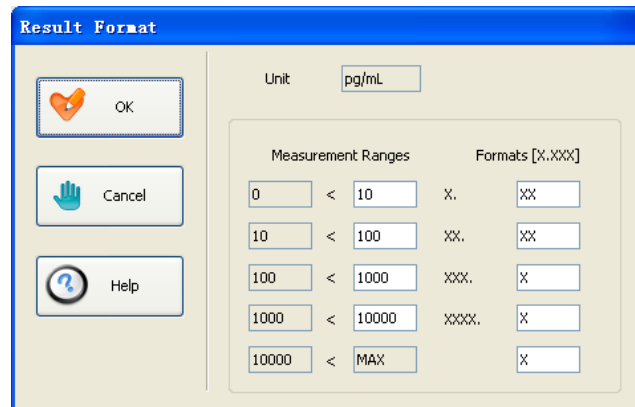 Result Format
Unit pg/mL
OK
Measurement Ranges Formats [X.XXX]
Cancel
0 < 10 X. XX
10 < 100 XX. XX
Help
100 < 1000 XXX. X
1000 < 10000 XXXX. X
10000 < MAX X